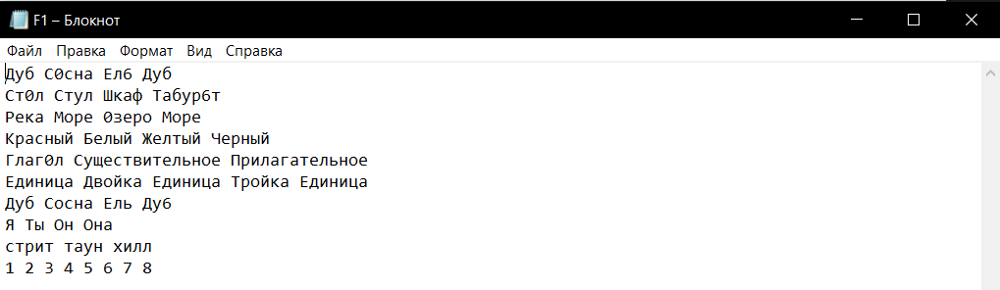 F1 – Блокнот
Файл Правка Формат Вид Справка
Дуб С0сна Ел6 Дуб
Ст0л Стул Шкаф Табур6т
Река Море 0зеро Море
Красный Белый Желтый Черный
Глаг0л Существительное Прилагательное
Единица Двойка Единица Тройка Единица
Дуб Сосна Ель Ду6
Я Ты Он Она
стрит таун хилл
1 2 3 4 5 6 7 8